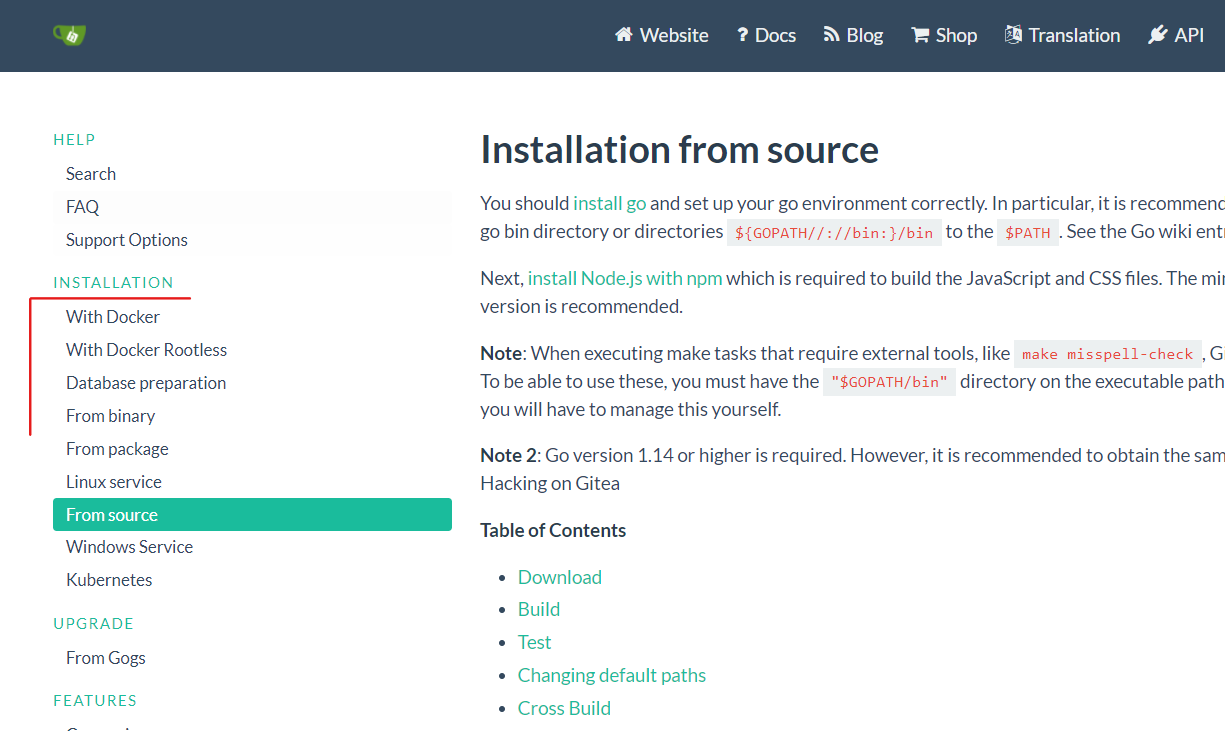 Website
Docs
Blog
Shop
Translation
API
HELP
Search
FAQ
Support Options
INSTALLATION
With Docker
With Docker Rootless
Database preparation
From binary
From package
Linux service
From source
Windows Service
Kubernetes
UPGRADE
From Gogs
FEATURES
Installation from source
You should install go and set up your go environment correctly. In particular, it is recommend
go bin directory or directories ${GOPATH//://bin:}/bin to the $PATH . See the Go wiki ent
Next, install Node.js with npm which is required to build the JavaScript and CSS files. The mi
version is recommended.
Note: When executing make tasks that require external tools, like make misspell-check , Gi
To be able to use these, you must have the "$GOPATH/bin" directory on the executable path
you will have to manage this yourself.
Note 2: Go version 1.14 or higher is required. However, it is recommended to obtain the sam
Hacking on Gitea
Table of Contents
Download
Build
Test
Changing default paths
Cross Build